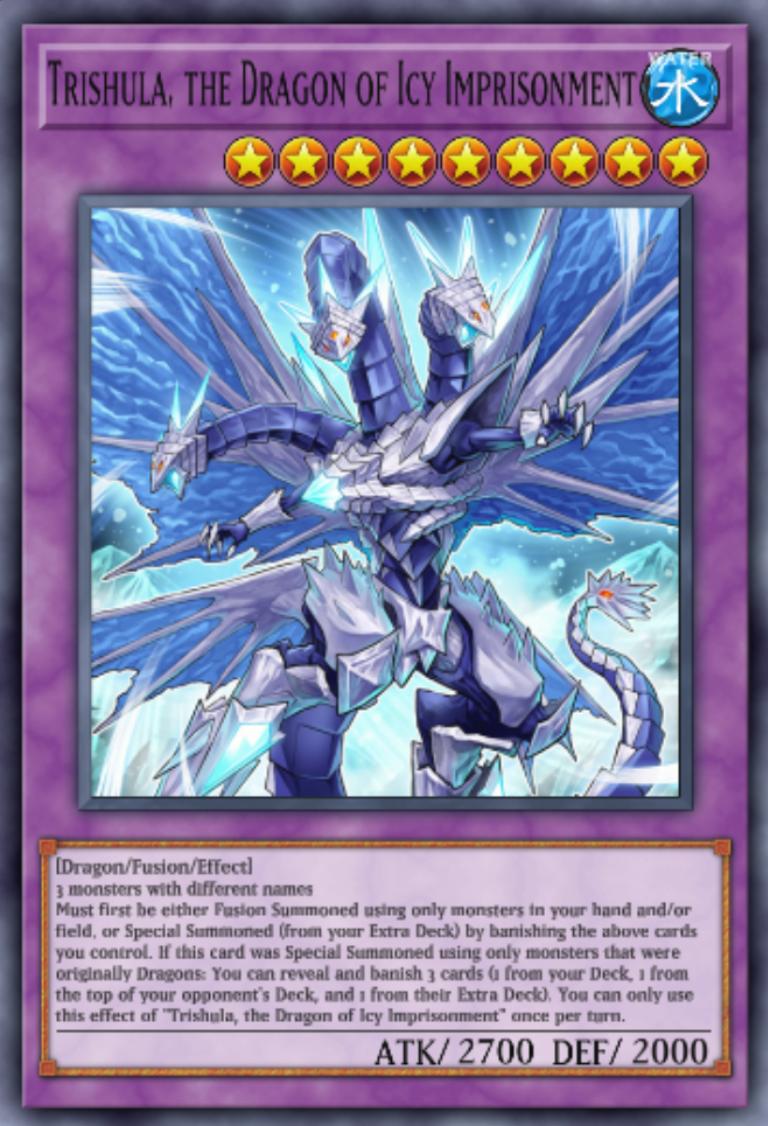 TRISHULA, THE DRAGON OF ICY IMPRISONMENT
WATER
水
[Dragon/Fusion/Effect]
3 monsters with different names
Must first be either Fusion Summoned using only monsters in your hand and/or
field, or Special Summoned (from your Extra Deck) by banishing the above cards
you control. If this card was Special Summoned using only monsters that were
originally Dragons: You can reveal and banish 3 cards (1 from your Deck, 1 from
the top of your opponent's Deck, and 1 from their Extra Deck). You can only use
this effect of "Trishula, the Dragon of Icy Imprisonment" once per turn.
ATK/ 2700 DEF/ 2000